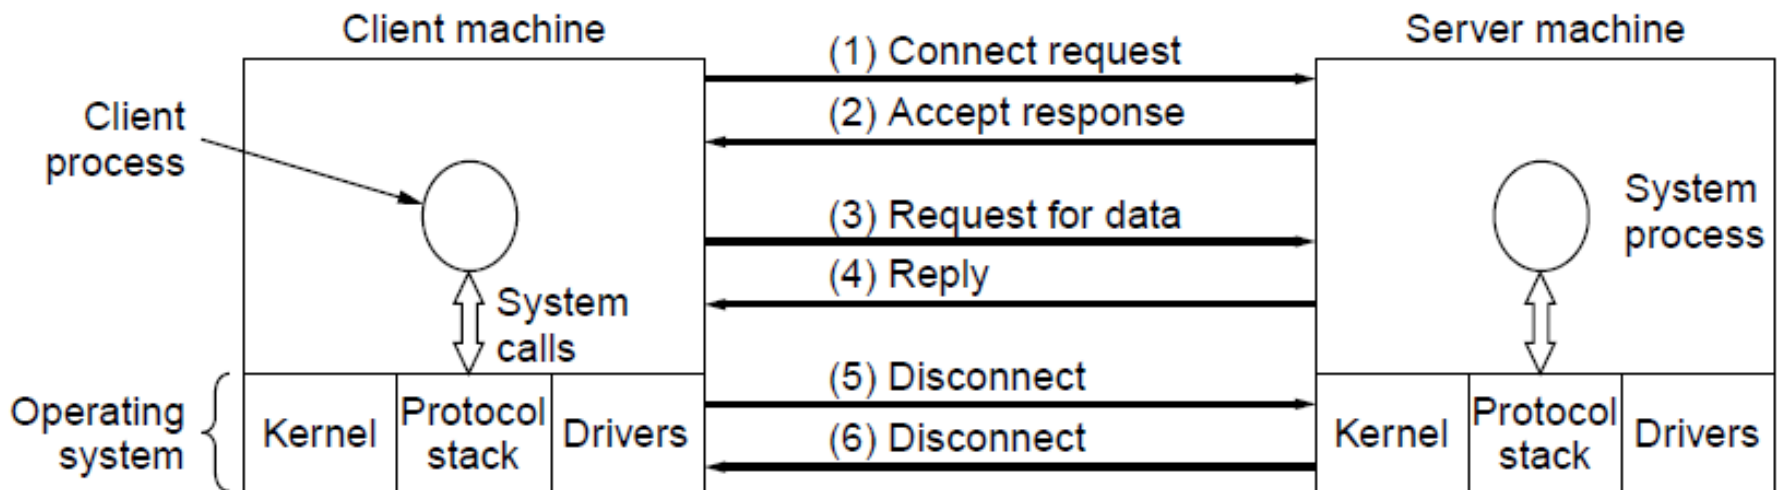 Client machine
Server machine
(1) Connect request
(2) Accept response
Client
process
(3) Request for data
System
process
(4) Reply
System
calls
(5) Disconnect
Operating
system
Kernel
Protocol
stack
Drivers
(6) Disconnect
Kernel
Protocol
stack
Drivers